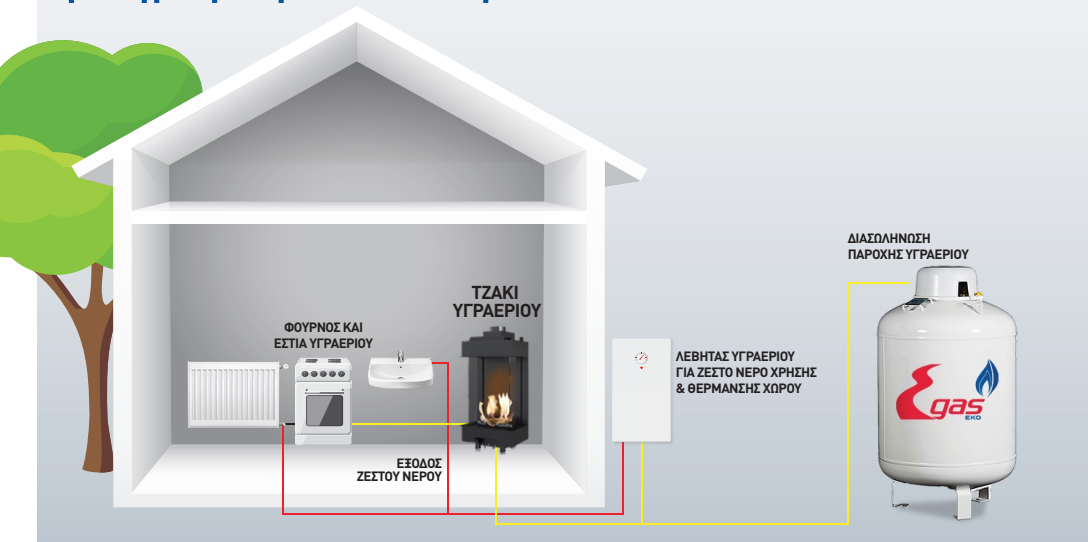 ΔΙΑΣΩΛΗΝΩΣΗ
ΠΑΡΟΧΗΣ ΥΓΡΑΕΡΙΟΥ
ΤΖΑΚΙ
ΥΓΡΑΕΡΙΟΥ
ΦΟΥΡΝΟΣ ΚΑΙ
ΕΣΤΙΑ ΥΓΡΑΕΡΙΟΥ
ΛΕΒΗΤΑΣ ΥΓΡΑΕΡΙΟΥ
ΓΙΑ ΖΕΣΤΟ ΝΕΡΟ ΧΡΗΣΗΣ
& ΘΕΡΜΑΝΣΗΣ ΧΩΡΟΥ
Egas
EKO
ΕΞΟΔΟΣ
ΖΕΣΤΟΥ ΝΕΡΟΥ